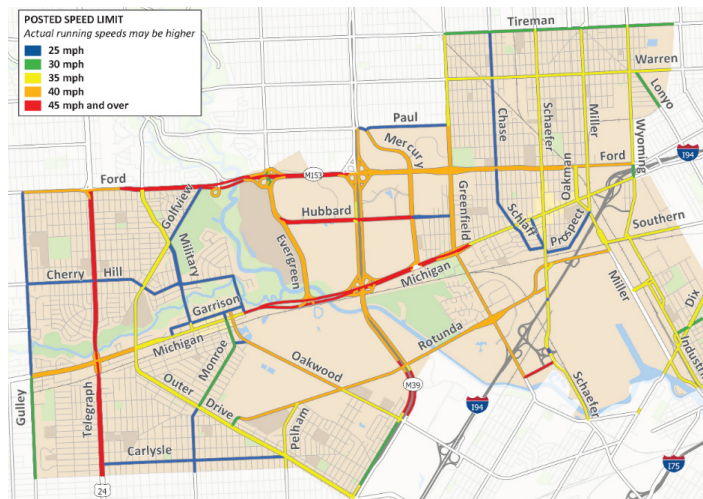 POSTED SPEED LIMIT
Actual running speeds may be higher
25 mph
30 mph
35 mph
40 mph
45 mph and over
Tireman
Warren
Lonyo
Paul
Chase
Schaefer
Miller
Wyoming
Mercury
Ford
M153
Ford
I94
Oakman
Golfview
Hubbard
Greenfield
Schlaff
Prospect
Southern
Evergreen
Military
Cherry Hill
Michigan
Garrison
Miller
Rotunda
Dix
Michigan
Monroe
Oakwood
Industrial
M39
Gulley
Telegraph
Outer Drive
Pelham
I94
Schaefer
Carlysle
I75
24